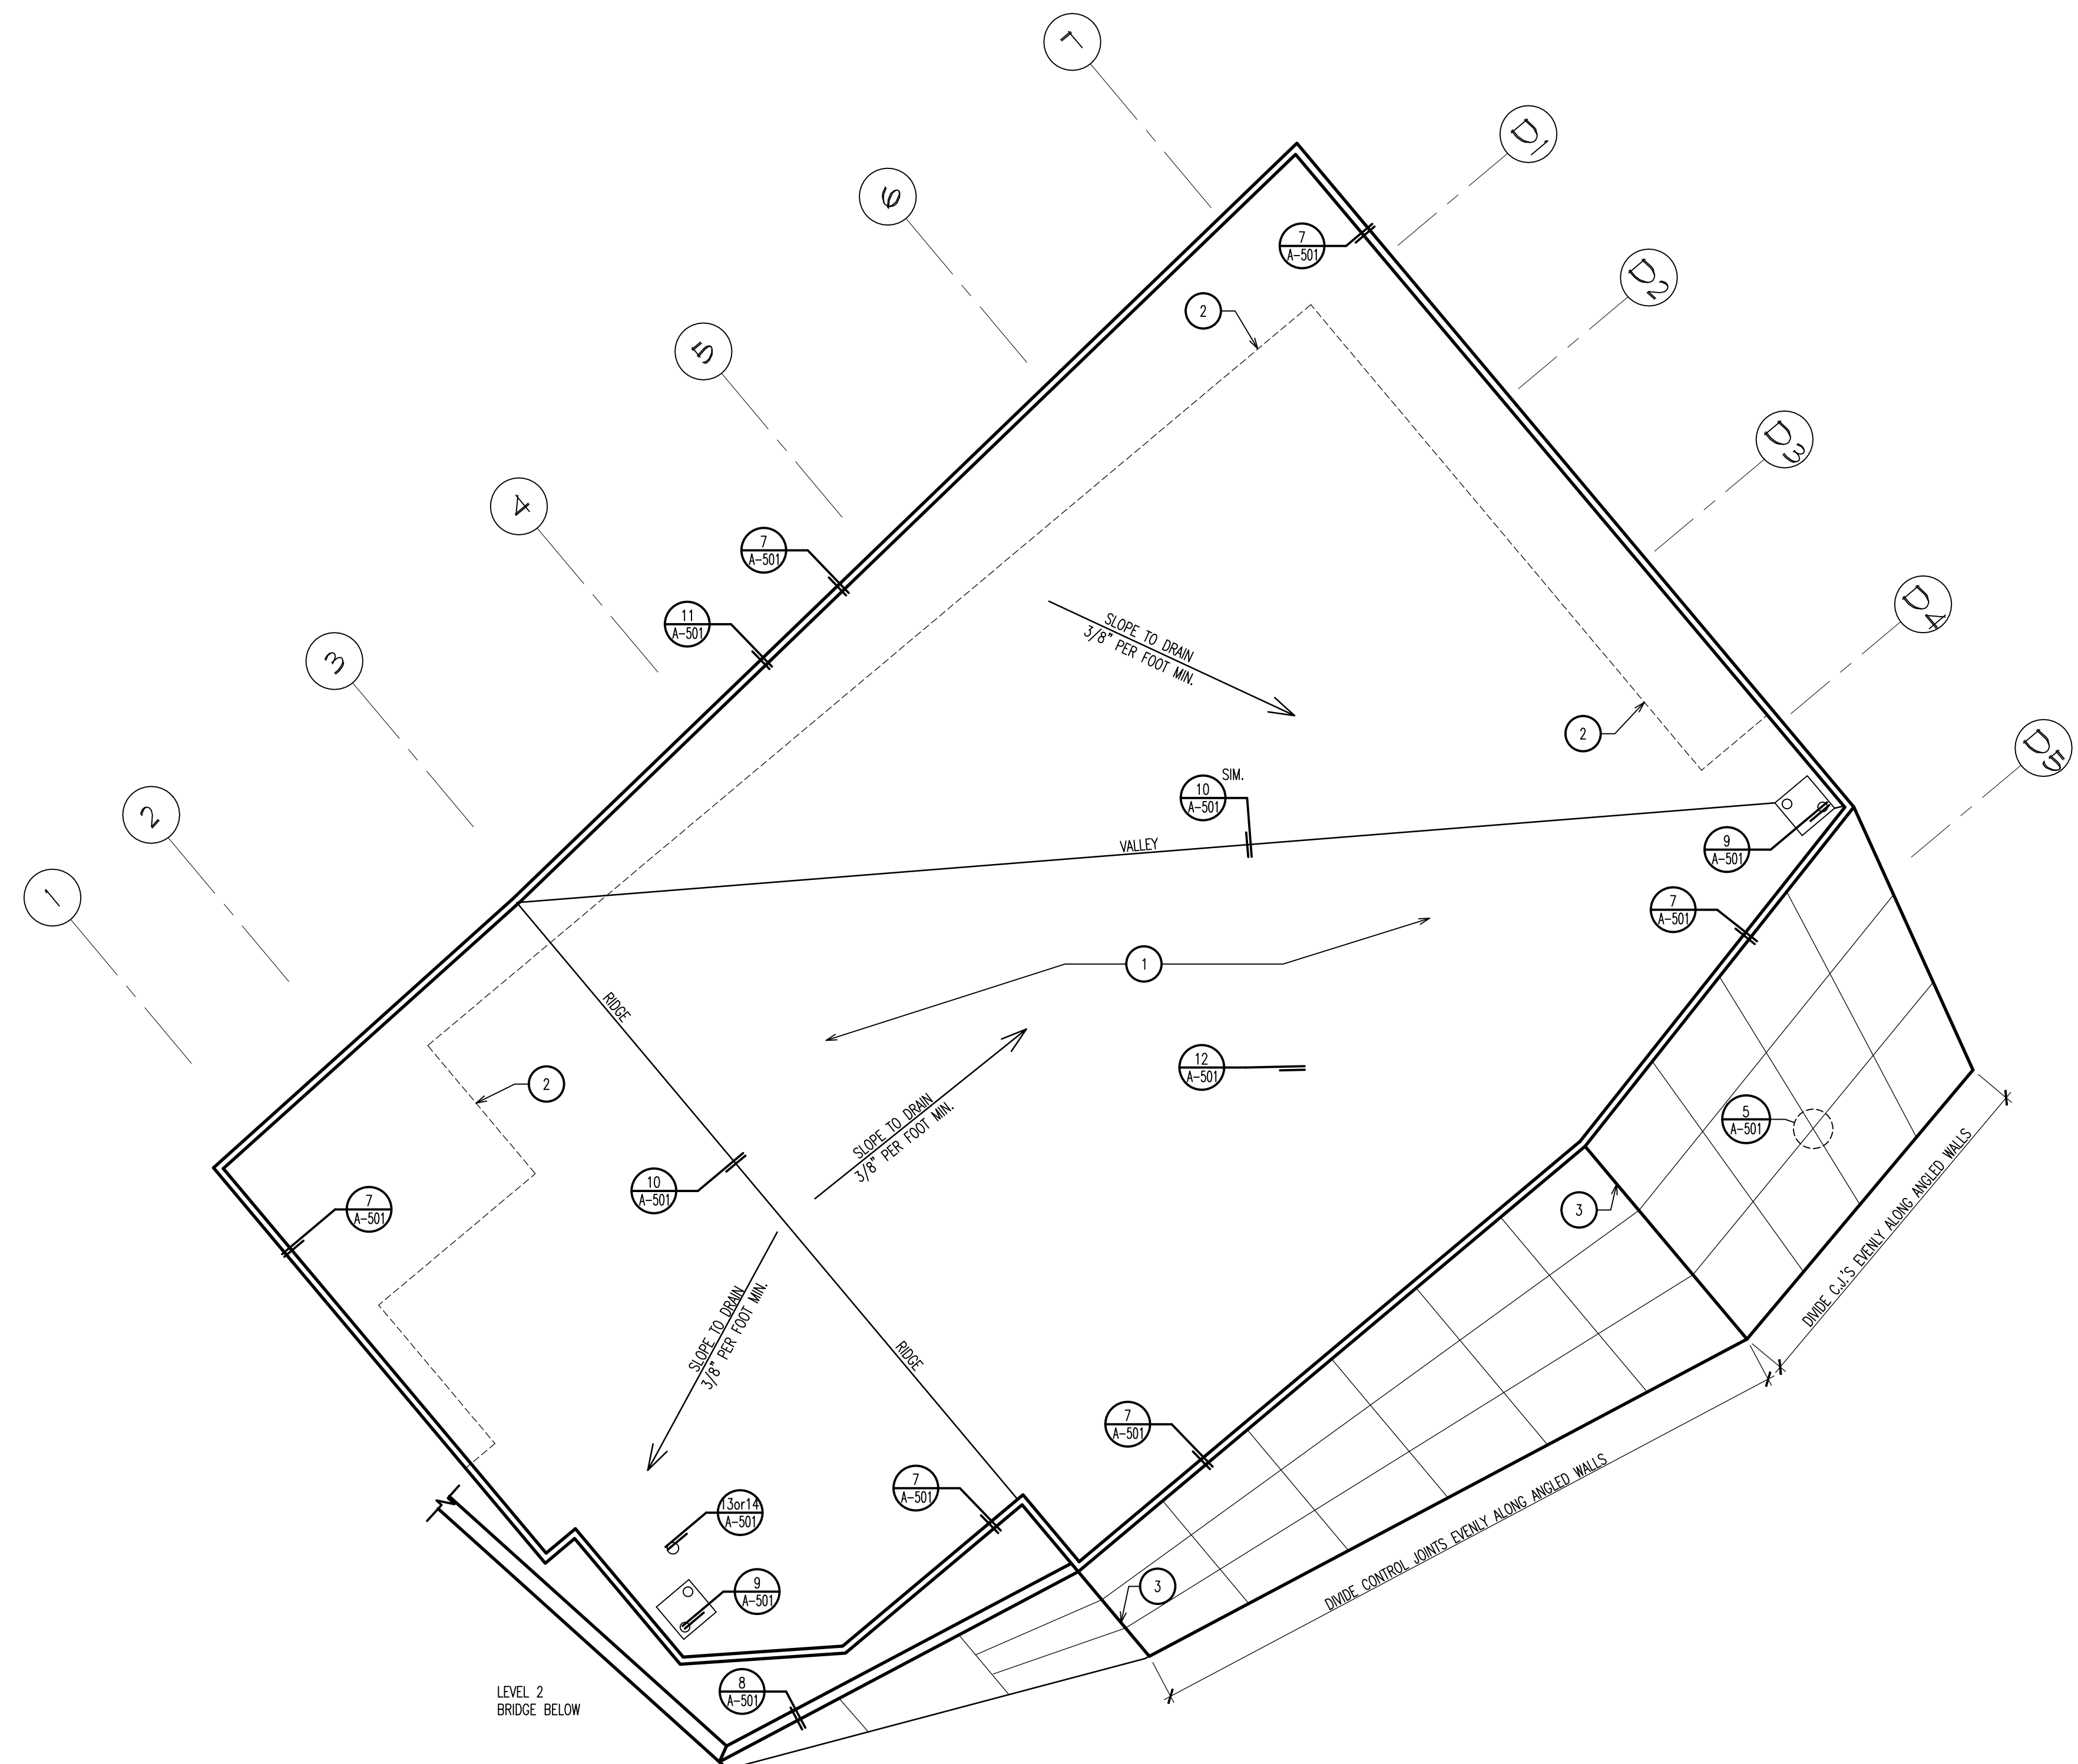 7
D1
6
7
A-501
D2
2
5
D3
4
7
A-501
D4
11
A-501
SLOPE TO DRAIN
3/8" PER FOOT MIN.
3
2
D5
SIM.
10
A-501
2
VALLEY
9
A-501
1
7
A-501
1
RIDGE
12
A-501
2
5
A-501
SLOPE TO DRAIN
3/8" PER FOOT MIN.
10
A-501
7
A-501
3
DIVIDE C.J.'S EVENLY ALONG ANGLED WALLS
SLOPE TO DRAIN
3/8" PER FOOT MIN.
RIDGE
7
A-501
7
A-501
13or14
A-501
DIVIDE CONTROL JOINTS EVENLY ALONG ANGLED WALLS
9
A-501
3
8
A-501
LEVEL 2
BRIDGE BELOW